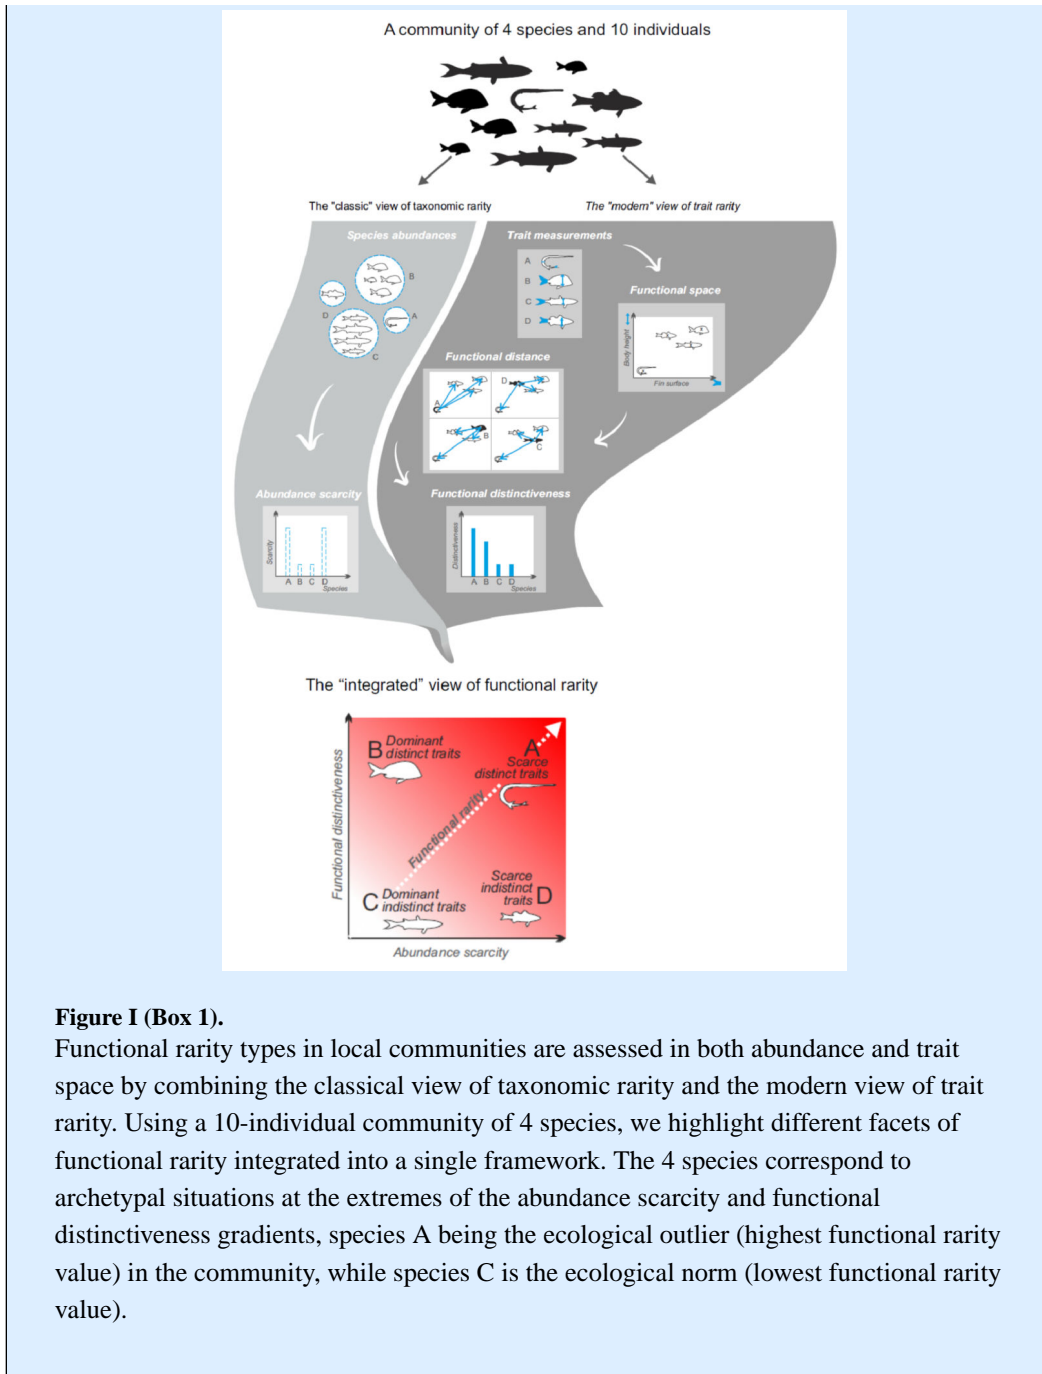 A community of 4 species and 10 individuals
The "classic" view of taxonomic rarity
The "modern" view of trait rarity
Species abundances
B
D
A
C
Trait measurements
A
B
C
D
Functional space
Body height
Fin surface
Functional distance
A
D
B
C
Abundance scarcity
Scarcity
A B C D
Species
Functional distinctiveness
Distinctiveness
A B C D
Species
The “integrated” view of functional rarity
Functional distinctiveness
B Dominant
distinct traits
A
Scarce
distinct traits
Functional rarity
C Dominant
indistinct traits
Scarce
indistinct
traits D
Abundance scarcity
Figure I (Box 1).
Functional rarity types in local communities are assessed in both abundance and trait
space by combining the classical view of taxonomic rarity and the modern view of trait
rarity. Using a 10-individual community of 4 species, we highlight different facets of
functional rarity integrated into a single framework. The 4 species correspond to
archetypal situations at the extremes of the abundance scarcity and functional
distinctiveness gradients, species A being the ecological outlier (highest functional rarity
value) in the community, while species C is the ecological norm (lowest functional rarity
value).